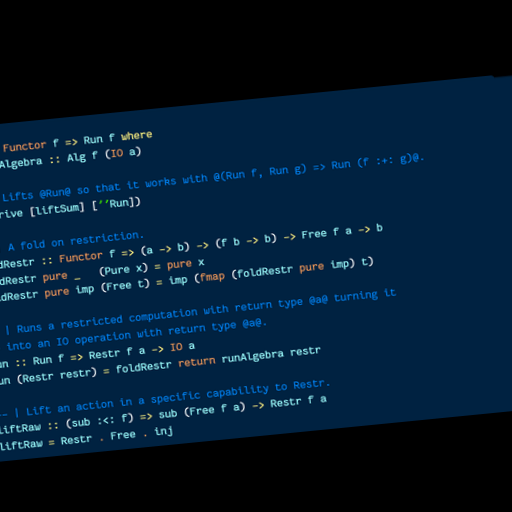 Functor f => Run f where
Algebra :: Alg f (IO a)
Lifts @Run@ so that it works with @(Run f, Run g) => Run (f :+: g)@.
rive [liftSum] [''Run])
A fold on restriction.
dRestr :: Functor f => (a -> b) -> (f b -> b) -> Free f a -> b
dRestr pure _ (Pure x) = pure x
ldRestr pure imp (Free t) = imp (fmap (foldRestr pure imp) t)
| Runs a restricted computation with return type @a@ turning it
into an IO operation with return type @a@.
un :: Run f => Restr f a -> IO a
un (Restr restr) = foldRestr return runAlgebra restr
-- | Lift an action in a specific capability to Restr.
liftRaw :: (sub :<: f) => sub (Free f a) -> Restr f a
liftRaw = Restr . Free . inj